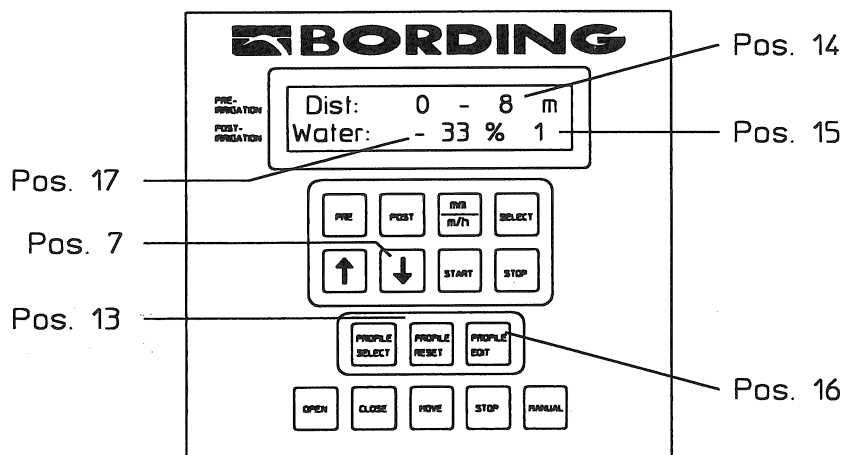 BORDING
Pos. 14
PRE-
IRRIGATION
Dist: 0 - 8 m
POST-
IRRIGATION
Water: - 33 % 1
Pos. 15
Pos. 17
PRE POST mm
m/h SELECT
Pos. 7
↑ ↓ START STOP
Pos. 13
PROFILE
SELECT
PROFILE
RESET
PROFILE
EDIT
Pos. 16
OPEN CLOSE MOVE STOP MANUAL